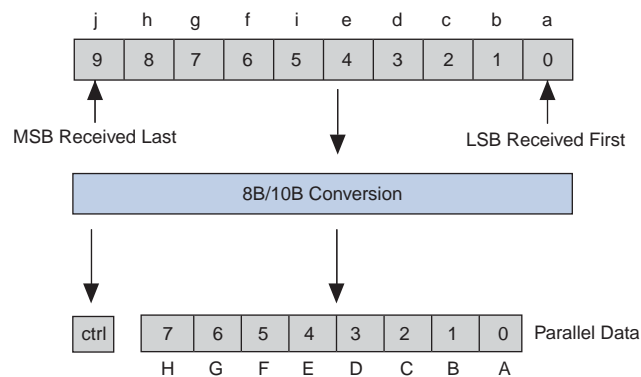 j h g f i e d c b a
9 8 7 6 5 4 3 2 1 0
MSB Received Last LSB Received First
8B/10B Conversion
ctrl 7 6 5 4 3 2 1 0 Parallel Data
H G F E D C B A